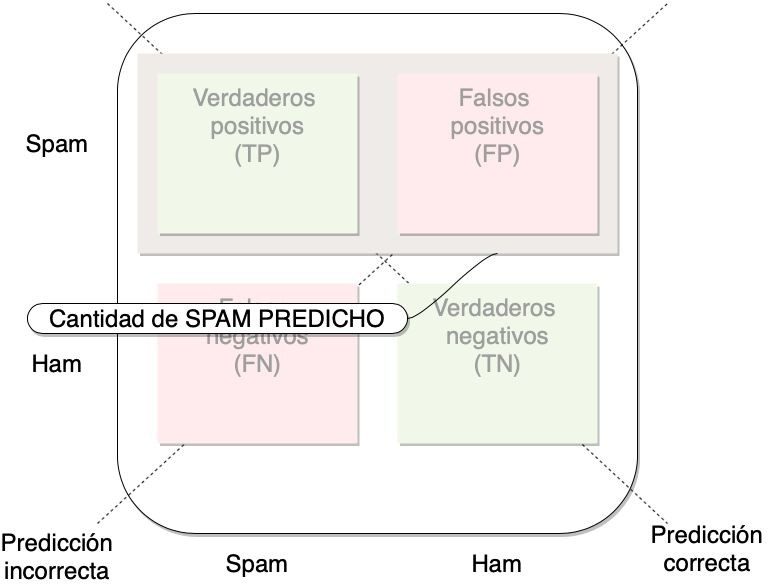 Verdaderos
positivos
(TP)
Falsos
positivos
(FP)
Spam
Cantidad de SPAM PREDICHO
negativos
(FN)
Verdaderos
negativos
(TN)
Ham
Predicción
incorrecta
Spam
Ham
Predicción
correcta